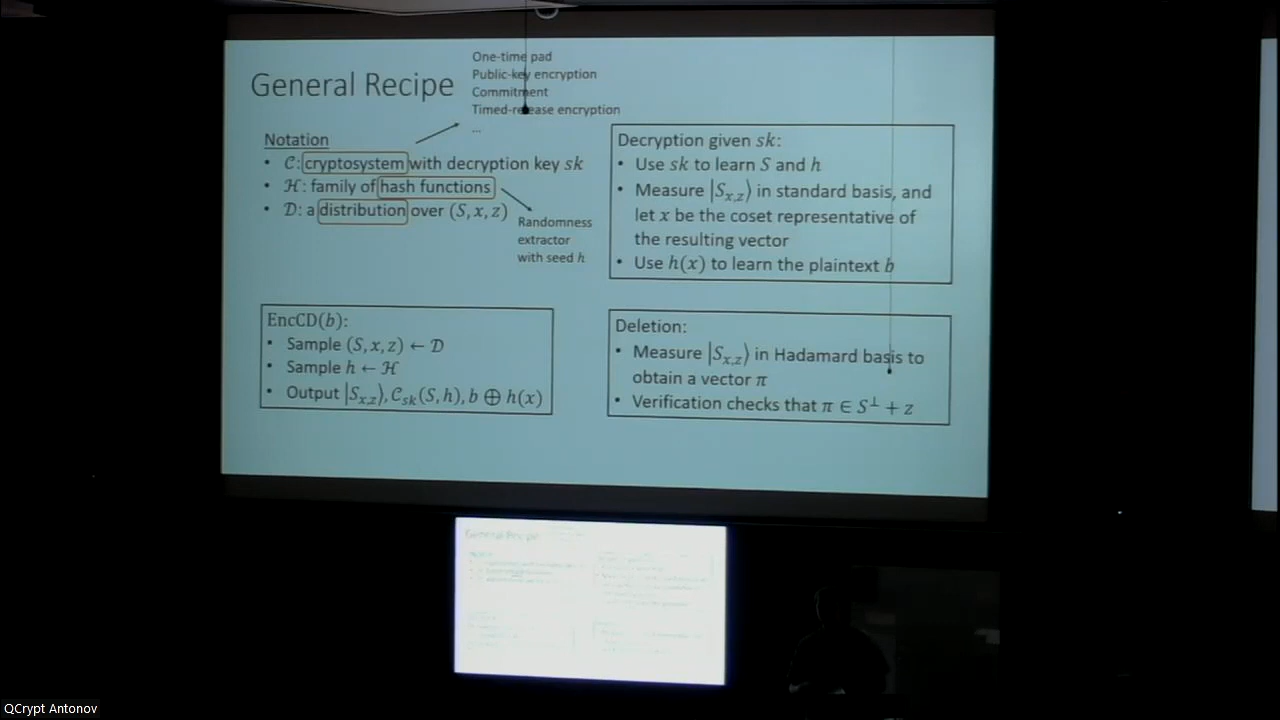 General Recipe
One-time pad
Public-key encryption
Commitment
Timed-release encryption
...
Notation
• 𝒞: cryptosystem with decryption key sk
• ℋ: family of hash functions
• 𝒟: a distribution over (S, x, z)
Randomness
extractor
with seed h
Decryption given sk:
• Use sk to learn S and h
• Measure |S_{x,z}⟩ in standard basis, and
let x be the coset representative of
the resulting vector
• Use h(x) to learn the plaintext b
EncCD(b):
• Sample (S, x, z) ← 𝒟
• Sample h ← ℋ
• Output |S_{x,z}⟩, 𝒞_{sk}(S, h), b ⊕ h(x)
Deletion:
• Measure |S_{x,z}⟩ in Hadamard basis to
obtain a vector π
• Verification checks that π ∈ S^⊥ + z
General Recipe
QCrypt Antonov